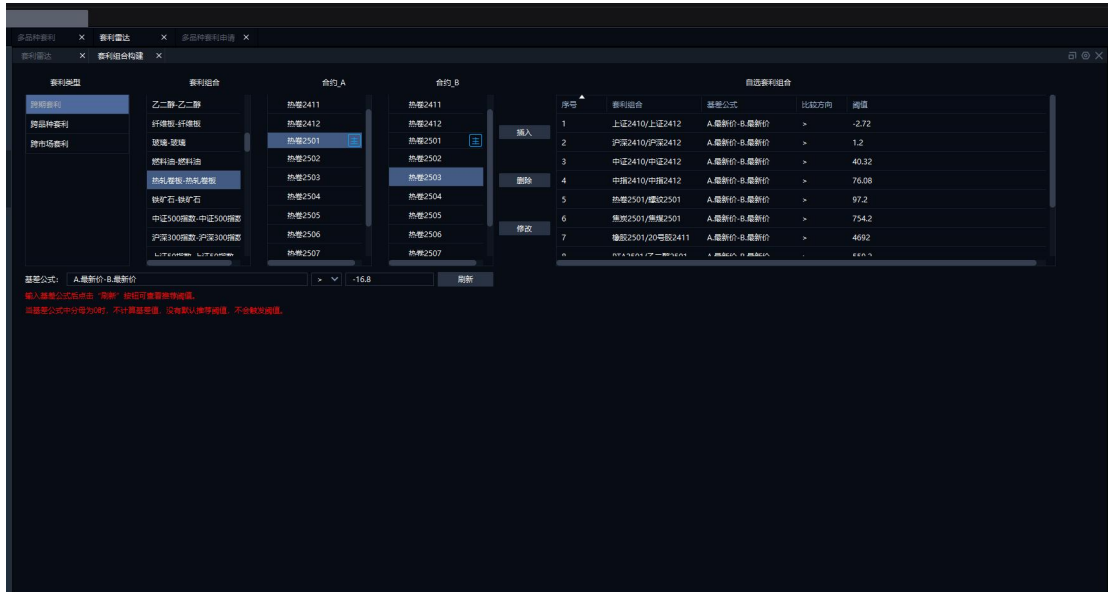 多品种套利 × 套利雷达 × 多品种套利申请 ×
套利雷达 × 套利组合构建 ×
套利类型 套利组合 合约_A 合约_B 自选套利组合
跨期套利
跨品种套利
跨市场套利
乙二醇-乙二醇
纤维板-纤维板
玻璃-玻璃
燃料油-燃料油
热轧卷板-热轧卷板
铁矿石-铁矿石
中证500指数-中证500指数
沪深300指数-沪深300指数
上证50指数-上证50指数
热卷2411
热卷2412
热卷2501 主
热卷2502
热卷2503
热卷2504
热卷2505
热卷2506
热卷2507
热卷2411
热卷2412
热卷2501 主
热卷2502
热卷2503
热卷2504
热卷2505
热卷2506
热卷2507
插入
删除
修改
序号 套利组合 基差公式 比较方向 阈值
1 上证2410/上证2412 A.最新价-B.最新价 > -2.72
2 沪深2410/沪深2412 A.最新价-B.最新价 > 1.2
3 中证2410/中证2412 A.最新价-B.最新价 > 40.32
4 中指2410/中指2412 A.最新价-B.最新价 > 76.08
5 热卷2501/螺纹2501 A.最新价-B.最新价 > 97.2
6 焦炭2501/焦煤2501 A.最新价-B.最新价 > 754.2
7 橡胶2501/20号胶2411 A.最新价-B.最新价 > 4692
基差公式: A.最新价-B.最新价 > -16.8 刷新
输入基差公式后点击“刷新”按钮可查看推荐阈值。
当基差公式中分母为0时，不计算基差值，没有默认推荐阈值，不会触发阈值。